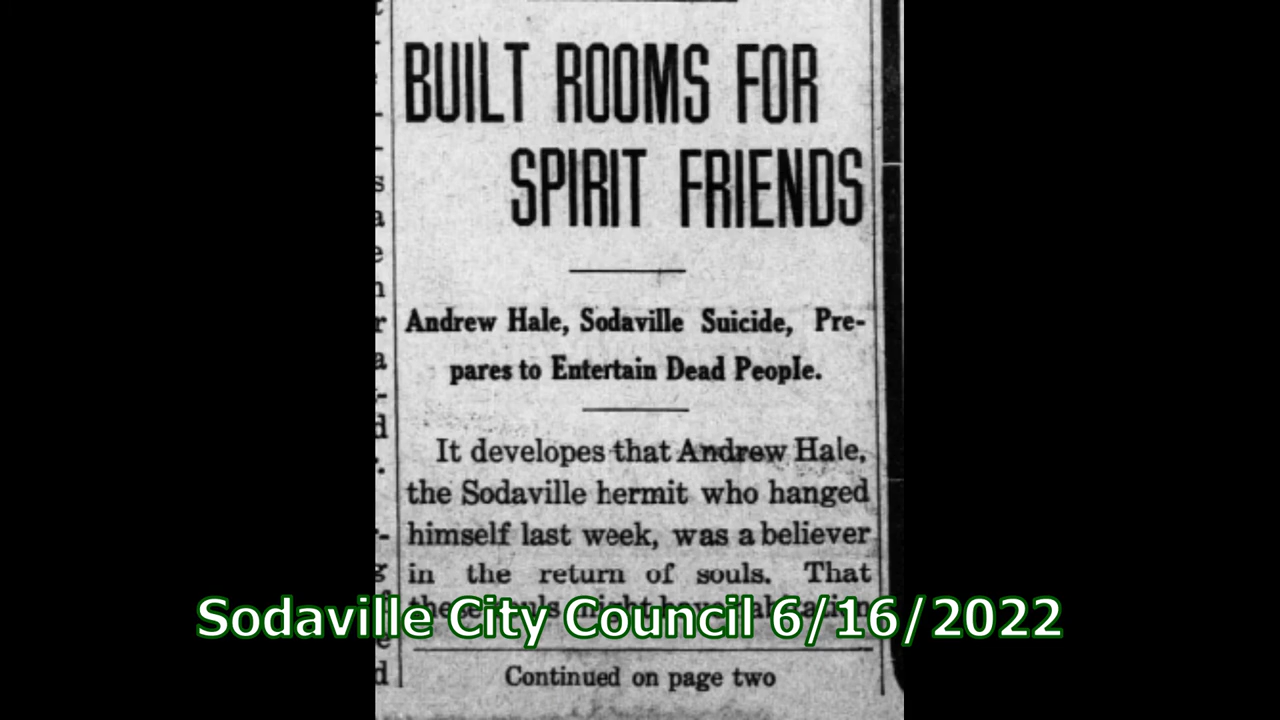 BUILT ROOMS FOR
SPIRIT FRIENDS
Andrew Hale, Sodaville Suicide, Pre-
pares to Entertain Dead People.
It developes that Andrew Hale,
the Sodaville hermit who hanged
himself last week, was a believer
in the return of souls. That
Sodaville City Council 6/16/2022
Continued on page two